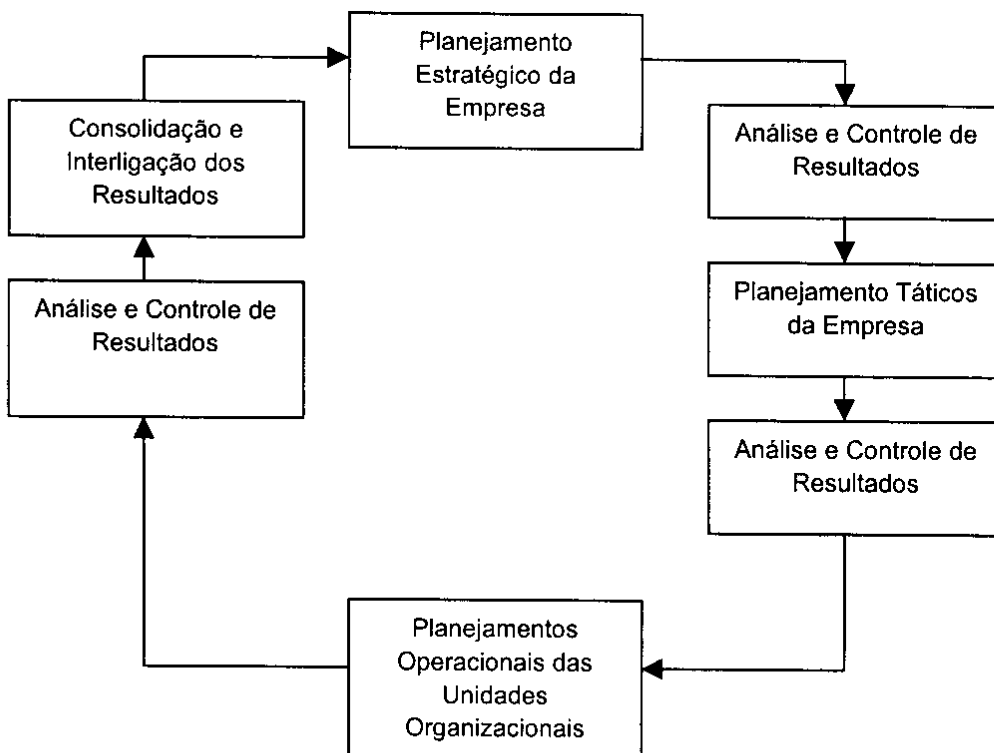 Planejamento
Estratégico da
Empresa
Análise e Controle de
Resultados
Planejamento Táticos
da Empresa
Análise e Controle de
Resultados
Planejamentos
Operacionais das
Unidades
Organizacionais
Análise e Controle de
Resultados
Consolidação e
Interligação dos
Resultados